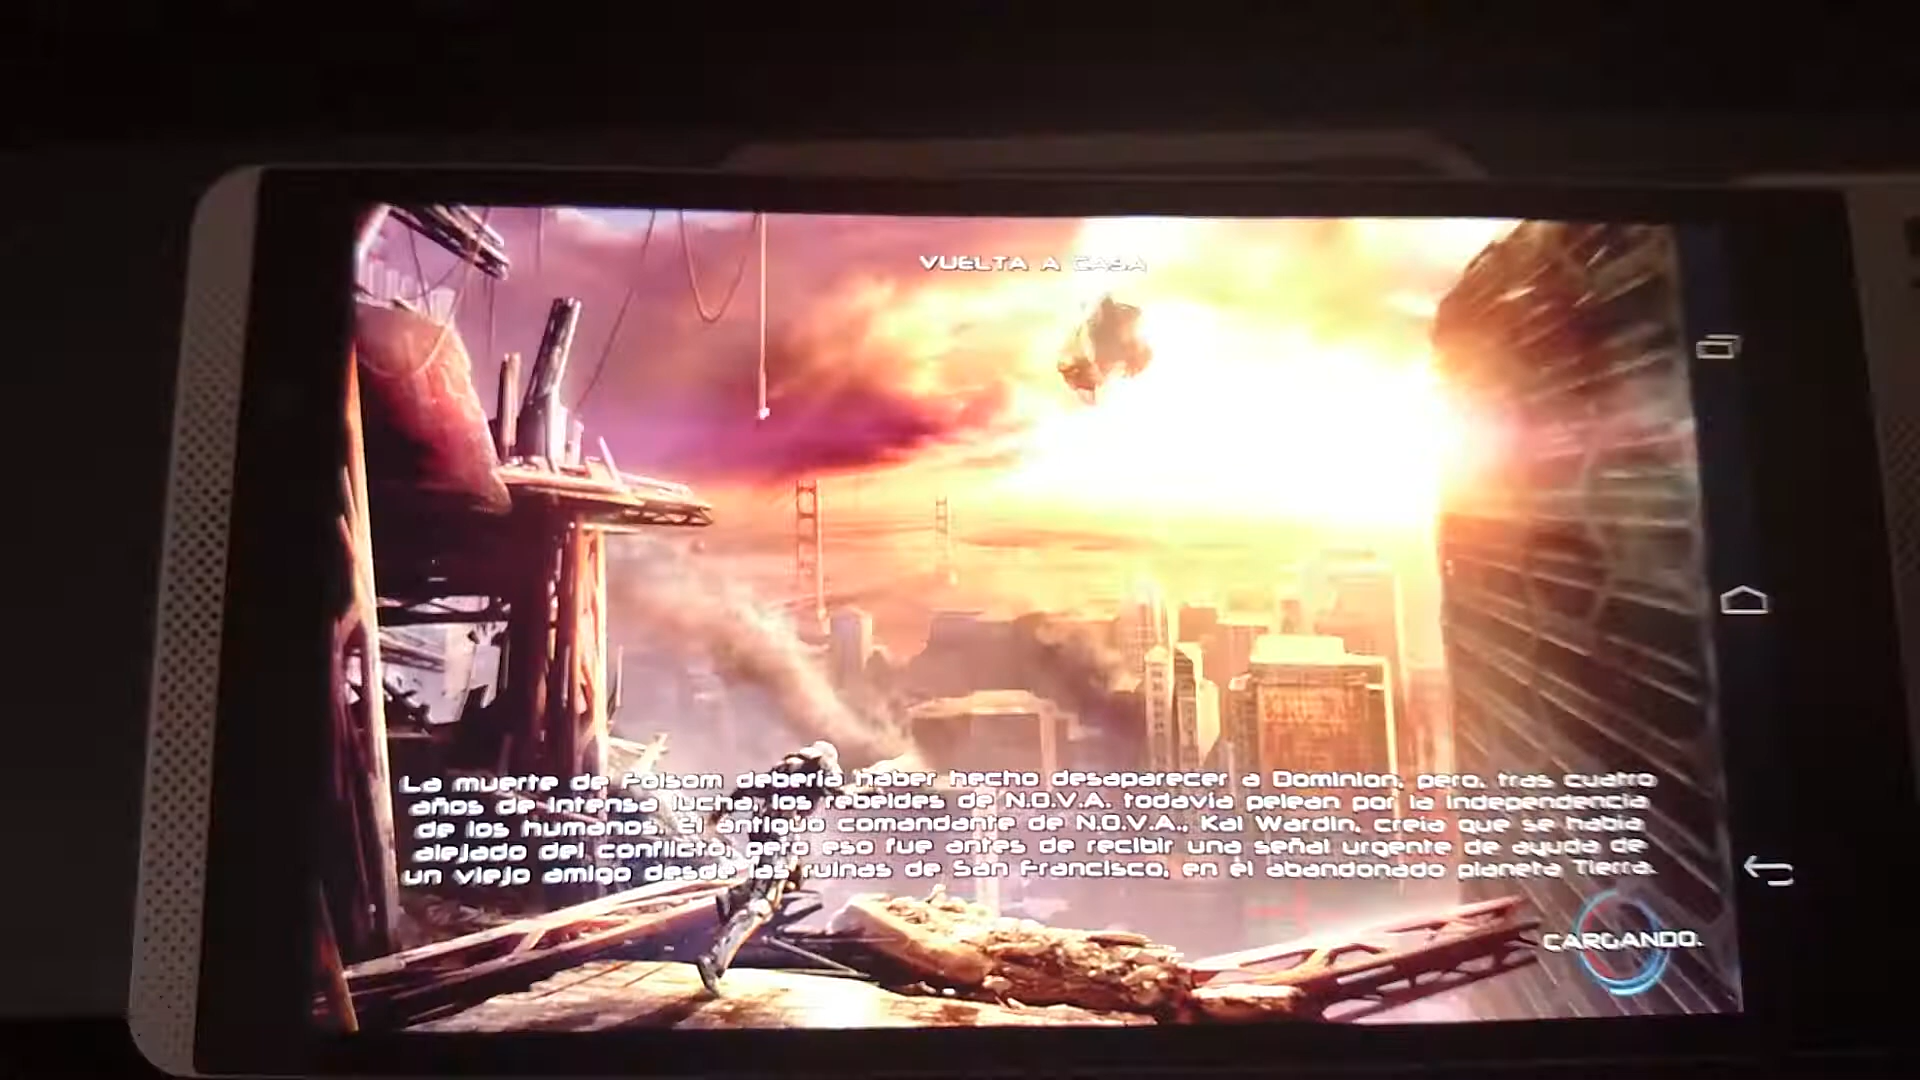 VUELTA A CASA
La muerte de Folsom debería haber hecho desaparecer a Dominion, pero, tras cuatro
años de intensa lucha, los rebeldes de N.O.V.A. todavía pelean por la independencia
de los humanos. El antiguo comandante de N.O.V.A., Kal Wardin, creía que se había
alejado del conflicto, pero eso fue antes de recibir una señal urgente de ayuda de
un viejo amigo desde las ruinas de San Francisco, en el abandonado planeta Tierra.
CARGANDO.